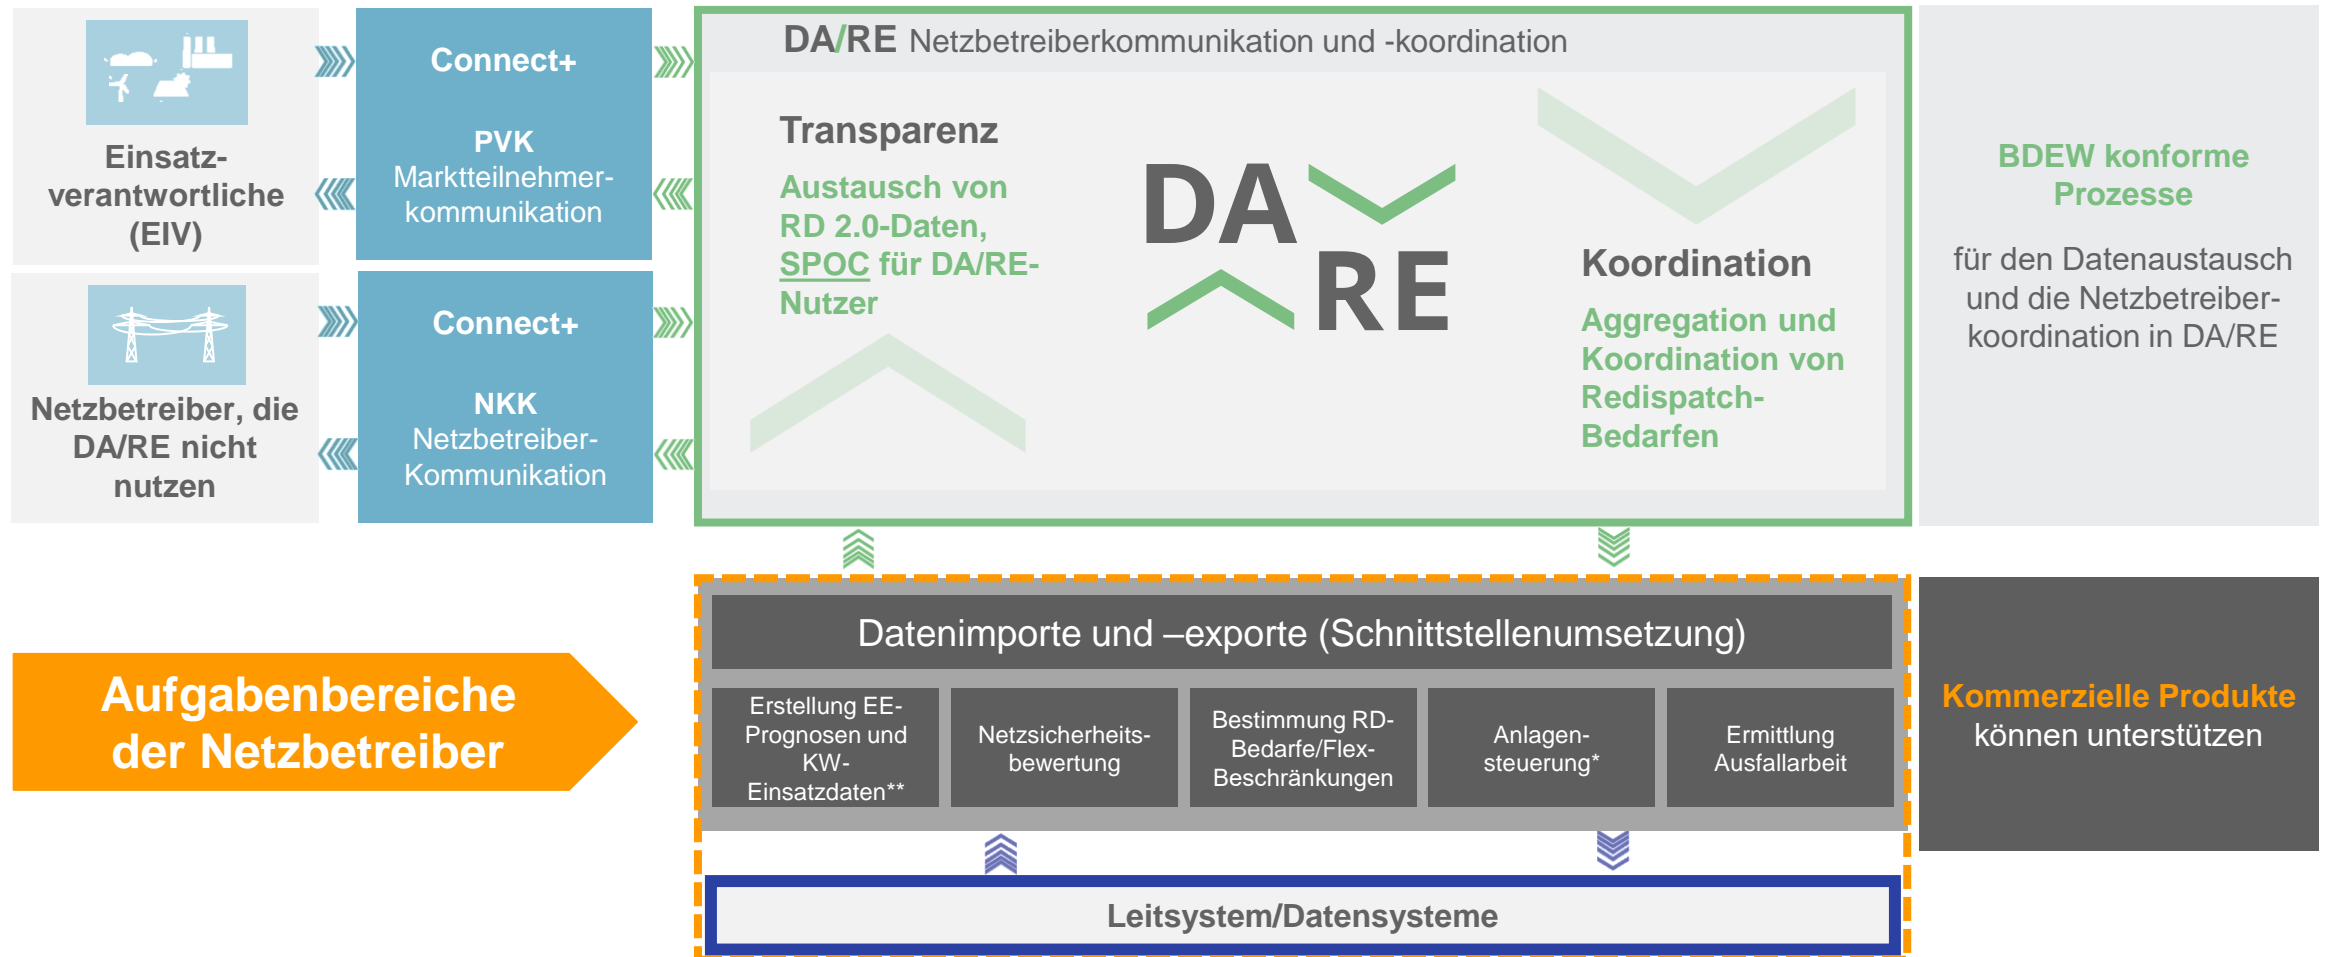 Einsatz-
verantwortliche
(EIV)
Netzbetreiber, die
DA/RE nicht
nutzen
Connect+
PVK
Marktteilnehmer-
kommunikation
Connect+
NKK
Netzbetreiber-
Kommunikation
DA/RE Netzbetreiberkommunikation und -koordination
Transparenz
Austausch von
RD 2.0-Daten,
SPOC für DA/RE-
Nutzer
DA
RE
Koordination
Aggregation und
Koordination von
Redispatch-
Bedarfen
BDEW konforme
Prozesse
für den Datenaustausch
und die Netzbetreiber-
koordination in DA/RE
Aufgabenbereiche
der Netzbetreiber
Datenimporte und –exporte (Schnittstellenumsetzung)
Erstellung EE-
Prognosen und
KW-
Einsatzdaten**
Netzsicherheits-
bewertung
Bestimmung RD-
Bedarfe/Flex-
Beschränkungen
Anlagen-
steuerung*
Ermittlung
Ausfallarbeit
Leitsystem/Datensysteme
Kommerzielle Produkte
können unterstützen